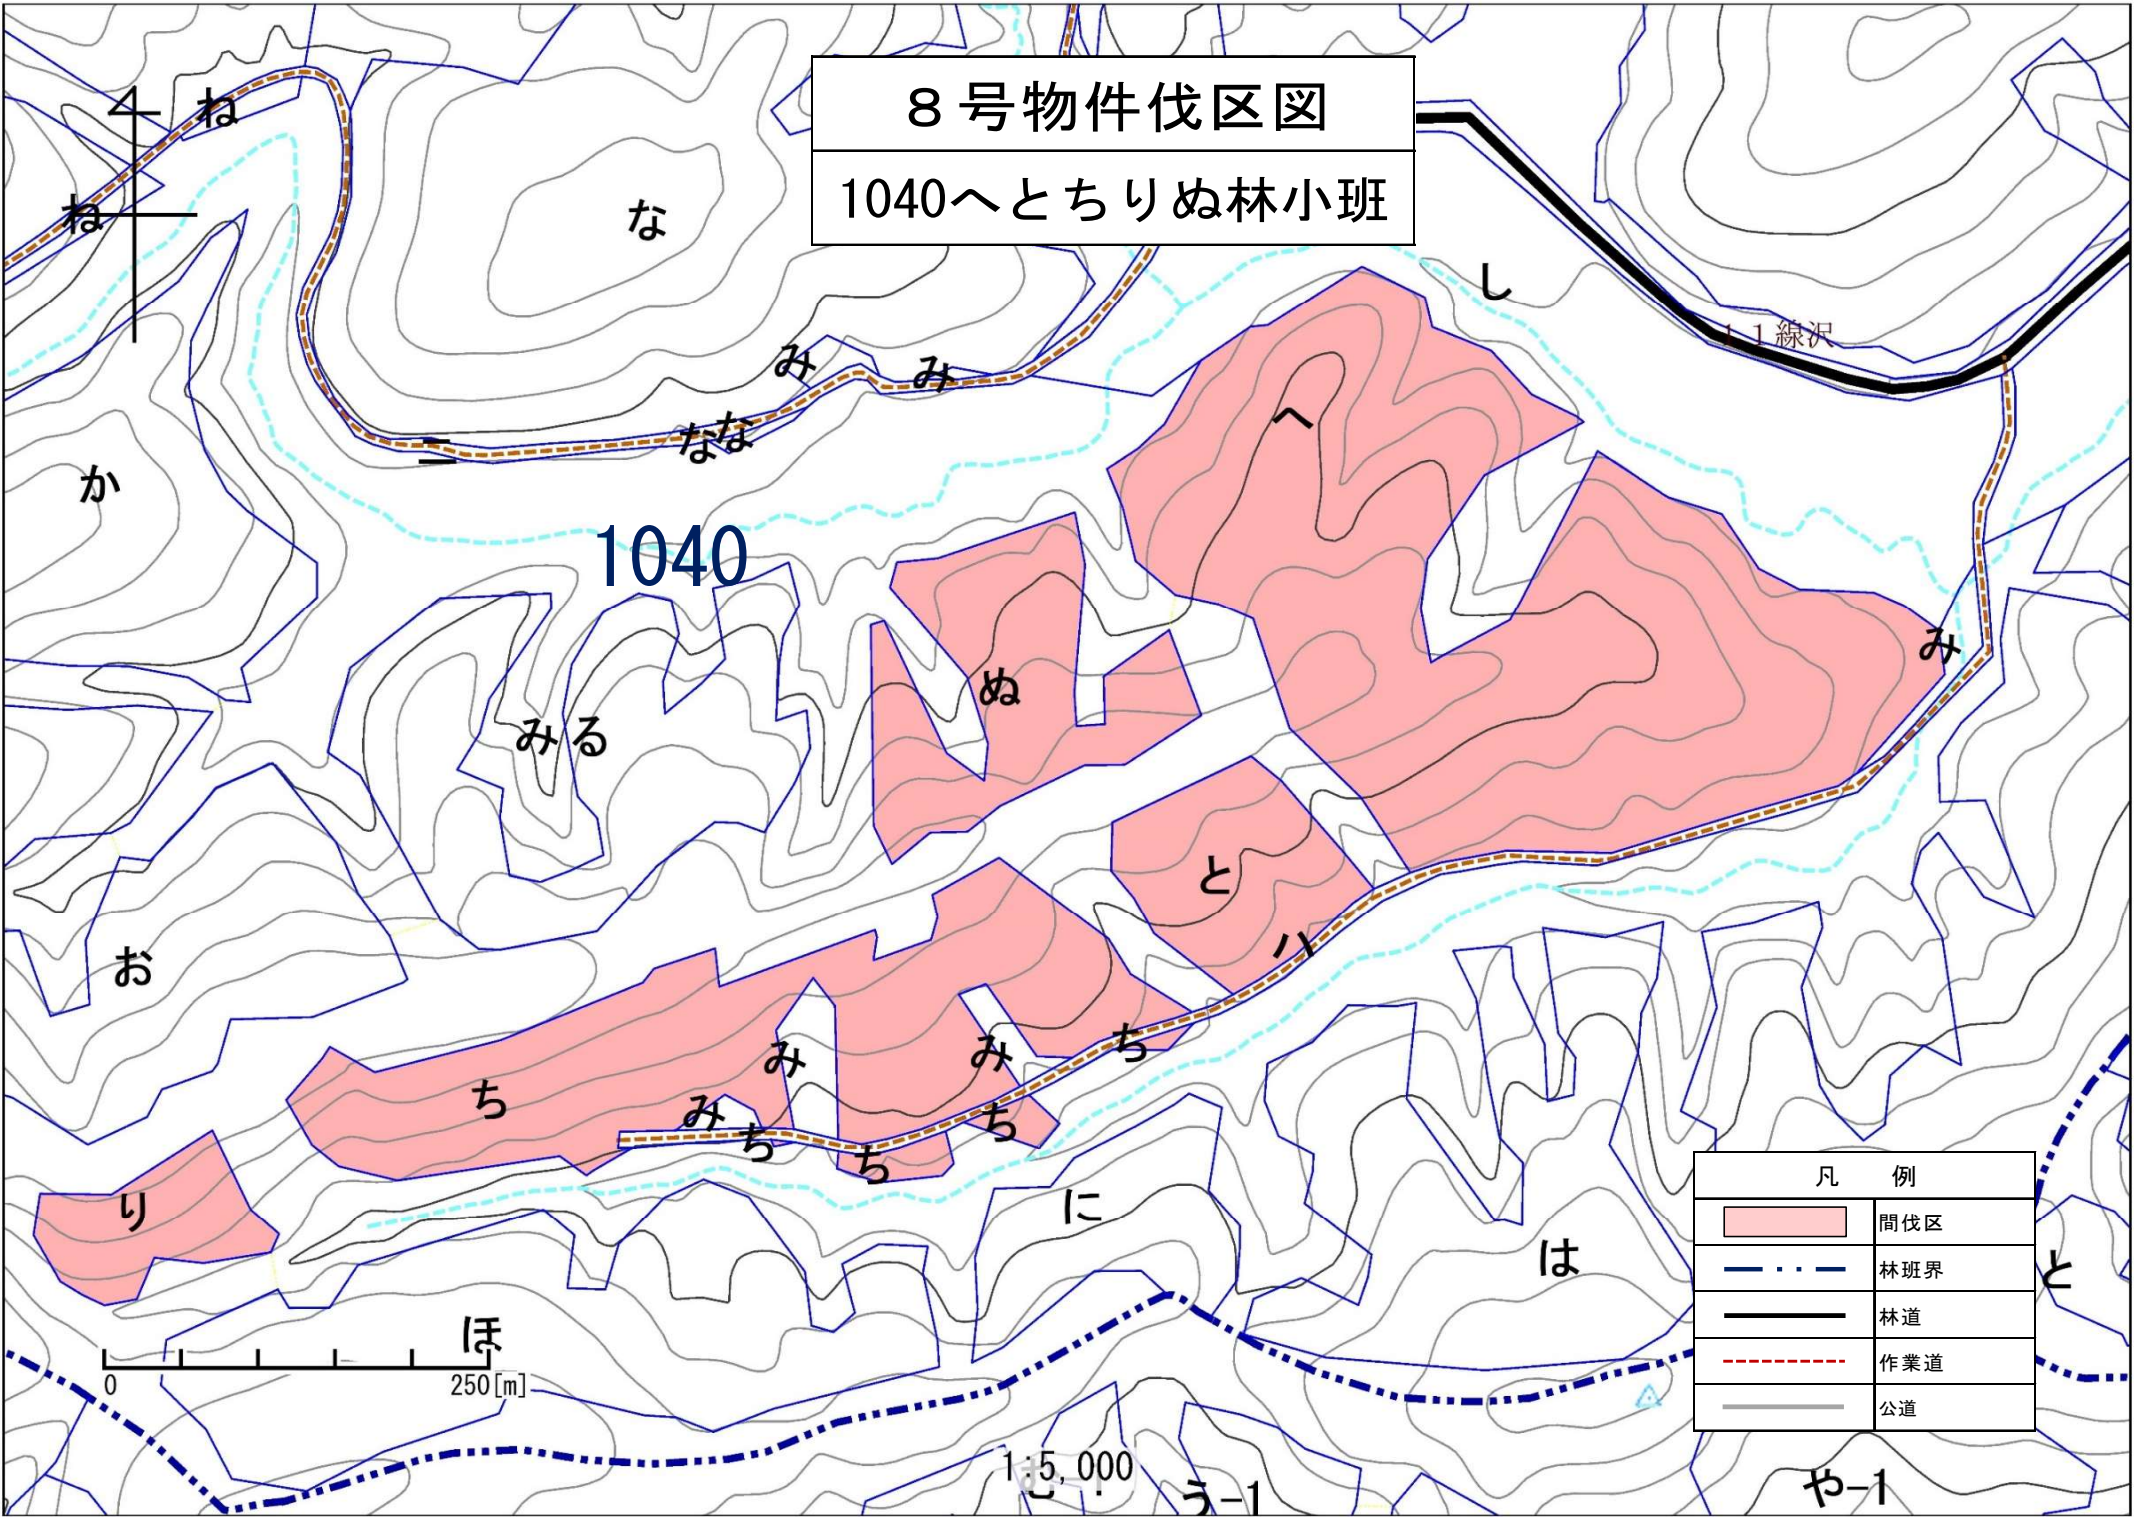 ８号物件伐区図
1040へとちりぬ林小班
ね
ね
な
し
１１線沢
み
み
なな
ニ
へ
か
1040
み
ぬ
みる
と
ハ
お
ち
み
み
ち
み
ち
ち
ち
り
に
は
と
ほ
0
250[m]
1:5,000
う-1
や-1
凡 例
間伐区
林班界
林道
作業道
公道